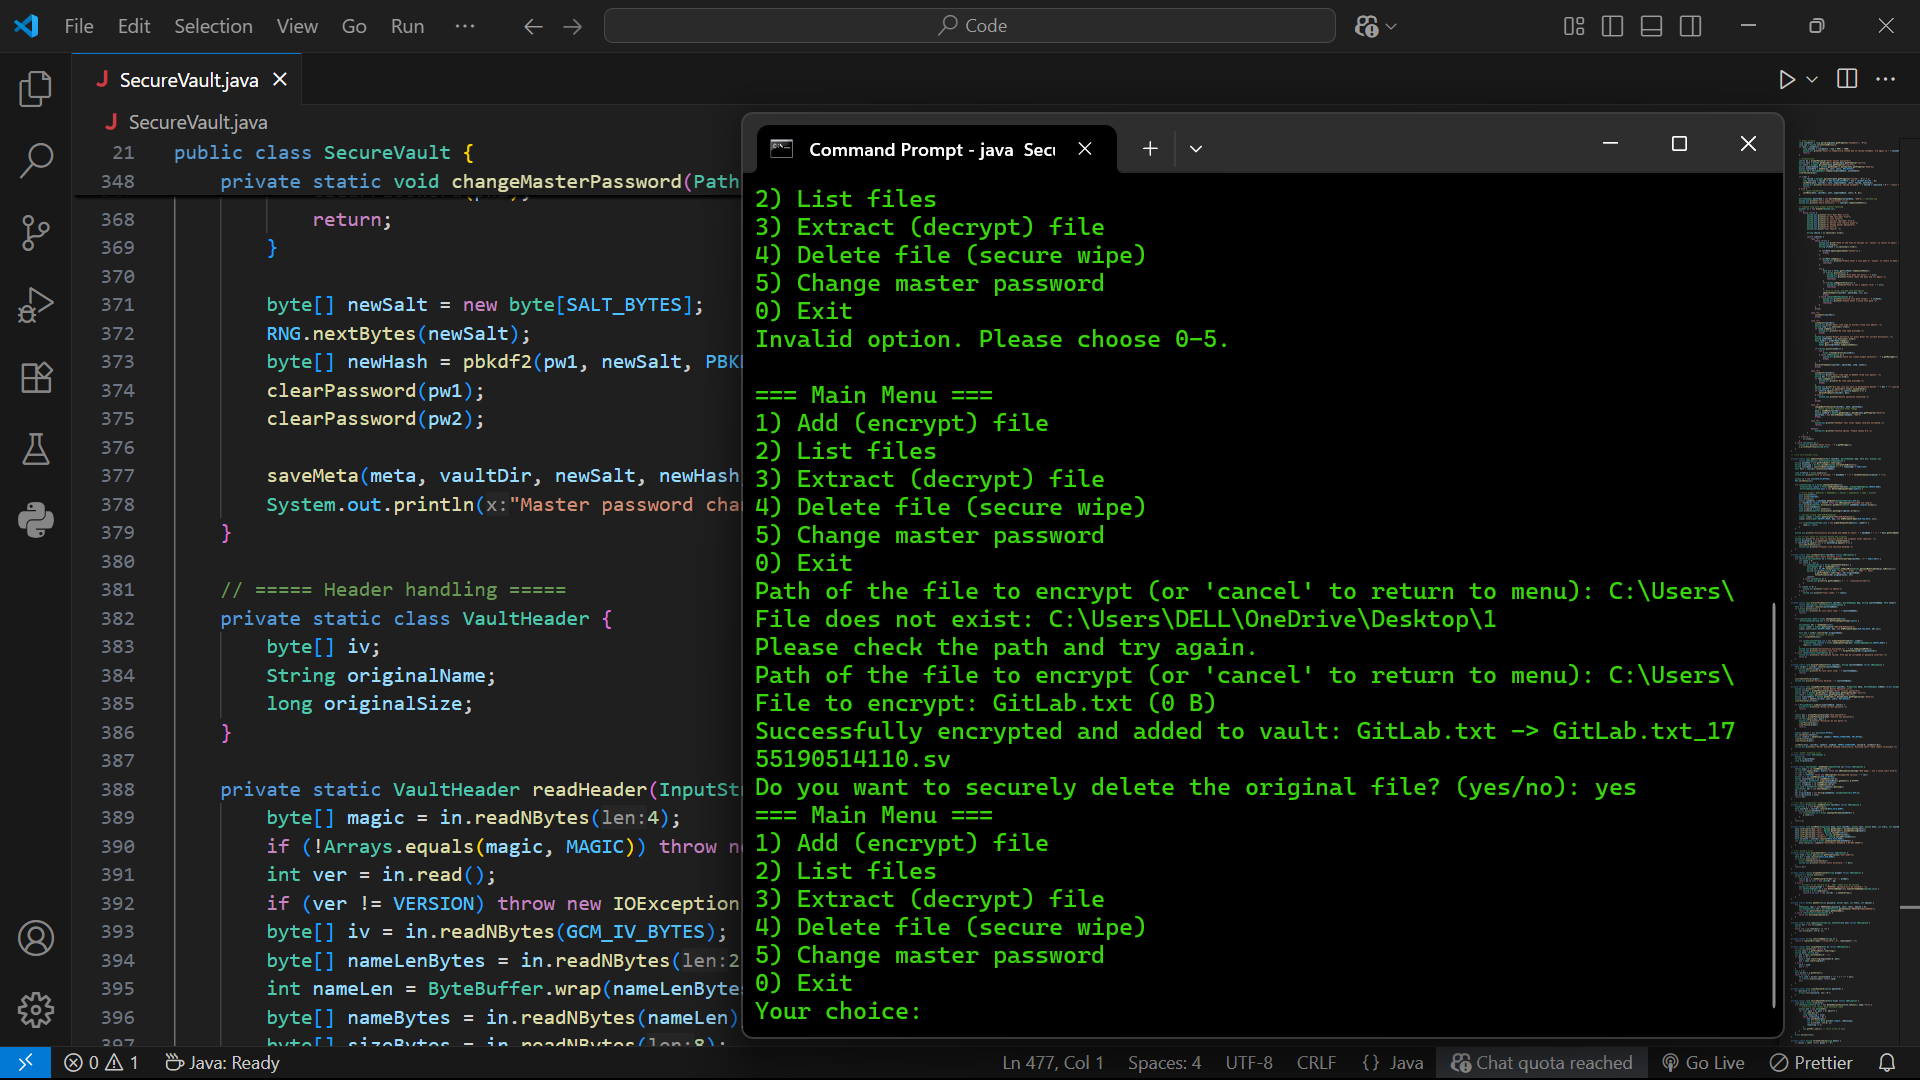 File Edit Selection View Go Run ···
Code
SecureVault.java
SecureVault.java
21 public class SecureVault {
348 private static void changeMasterPassword(Path
368 return;
369 }
370
371 byte[] newSalt = new byte[SALT_BYTES];
372 RNG.nextBytes(newSalt);
373 byte[] newHash = pbkdf2(pw1, newSalt, PBK
374 clearPassword(pw1);
375 clearPassword(pw2);
376
377 saveMeta(meta, vaultDir, newSalt, newHash
378 System.out.println(x:"Master password cha
379 }
380
381 // ===== Header handling =====
382 private static class VaultHeader {
383 byte[] iv;
384 String originalName;
385 long originalSize;
386 }
387
388 private static VaultHeader readHeader(InputSt
389 byte[] magic = in.readNBytes(len:4);
390 if (!Arrays.equals(magic, MAGIC)) throw n
391 int ver = in.read();
392 if (ver != VERSION) throw new IOException
393 byte[] iv = in.readNBytes(GCM_IV_BYTES);
394 byte[] nameLenBytes = in.readNBytes(len:2
395 int nameLen = ByteBuffer.wrap(nameLenByte
396 byte[] nameBytes = in.readNBytes(nameLen)
397 byte[] sizeBytes = in.readNBytes(len:8);
Command Prompt - java Secu
2) List files
3) Extract (decrypt) file
4) Delete file (secure wipe)
5) Change master password
0) Exit
Invalid option. Please choose 0-5.
=== Main Menu ===
1) Add (encrypt) file
2) List files
3) Extract (decrypt) file
4) Delete file (secure wipe)
5) Change master password
0) Exit
Path of the file to encrypt (or 'cancel' to return to menu): C:\Users\
File does not exist: C:\Users\DELL\OneDrive\Desktop\1
Please check the path and try again.
Path of the file to encrypt (or 'cancel' to return to menu): C:\Users\
File to encrypt: GitLab.txt (0 B)
Successfully encrypted and added to vault: GitLab.txt -> GitLab.txt_17
55190514110.sv
Do you want to securely delete the original file? (yes/no): yes
=== Main Menu ===
1) Add (encrypt) file
2) List files
3) Extract (decrypt) file
4) Delete file (secure wipe)
5) Change master password
0) Exit
Your choice:
0 1 Java: Ready Ln 477, Col 1 Spaces: 4 UTF-8 CRLF {} Java Chat quota reached Go Live Prettier